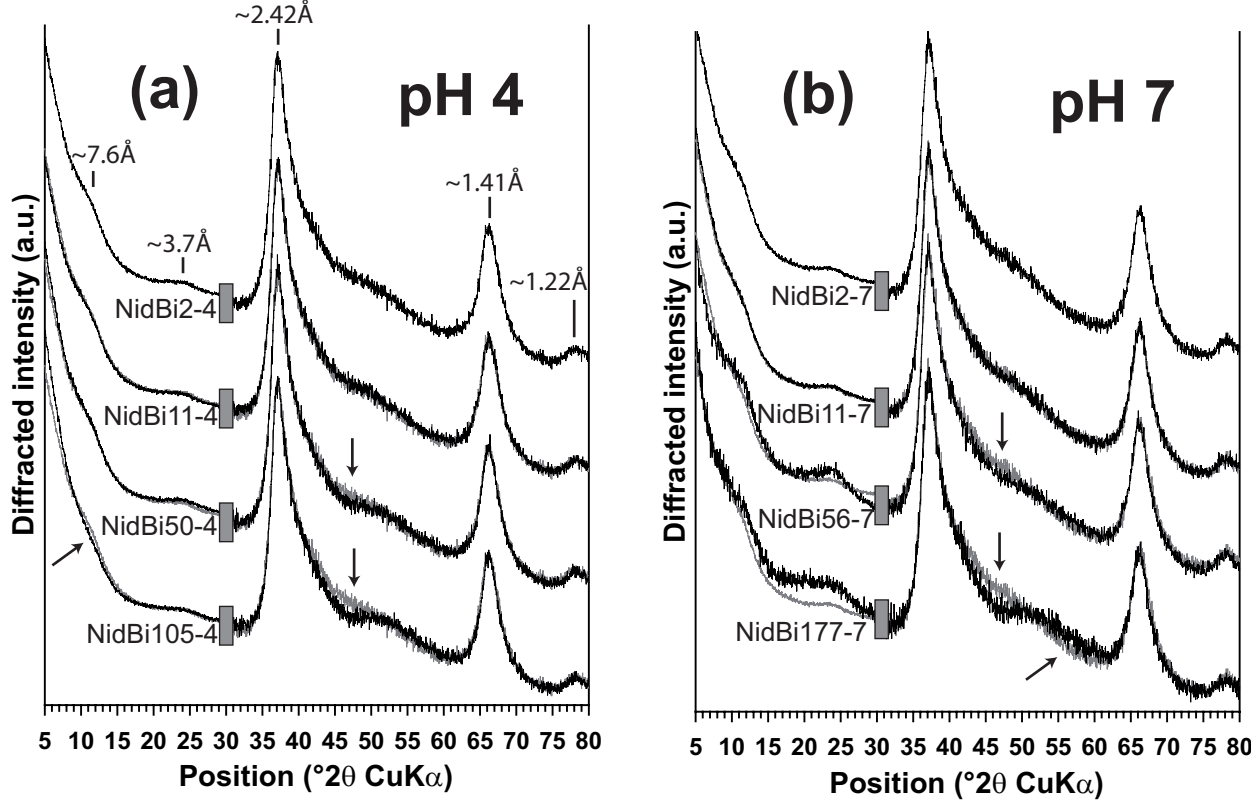 (a)
pH 4
~2.42Å
~7.6Å
~3.7Å
~1.41Å
~1.22Å
NidBi2-4
NidBi11-4
NidBi50-4
NidBi105-4
Diffracted intensity (a.u.)
5 10 15 20 25 30 35 40 45 50 55 60 65 70 75 80
Position (°2θ CuKα)
(b)
pH 7
NidBi2-7
NidBi11-7
NidBi56-7
NidBi177-7
Diffracted intensity (a.u.)
5 10 15 20 25 30 35 40 45 50 55 60 65 70 75 80
Position (°2θ CuKα)